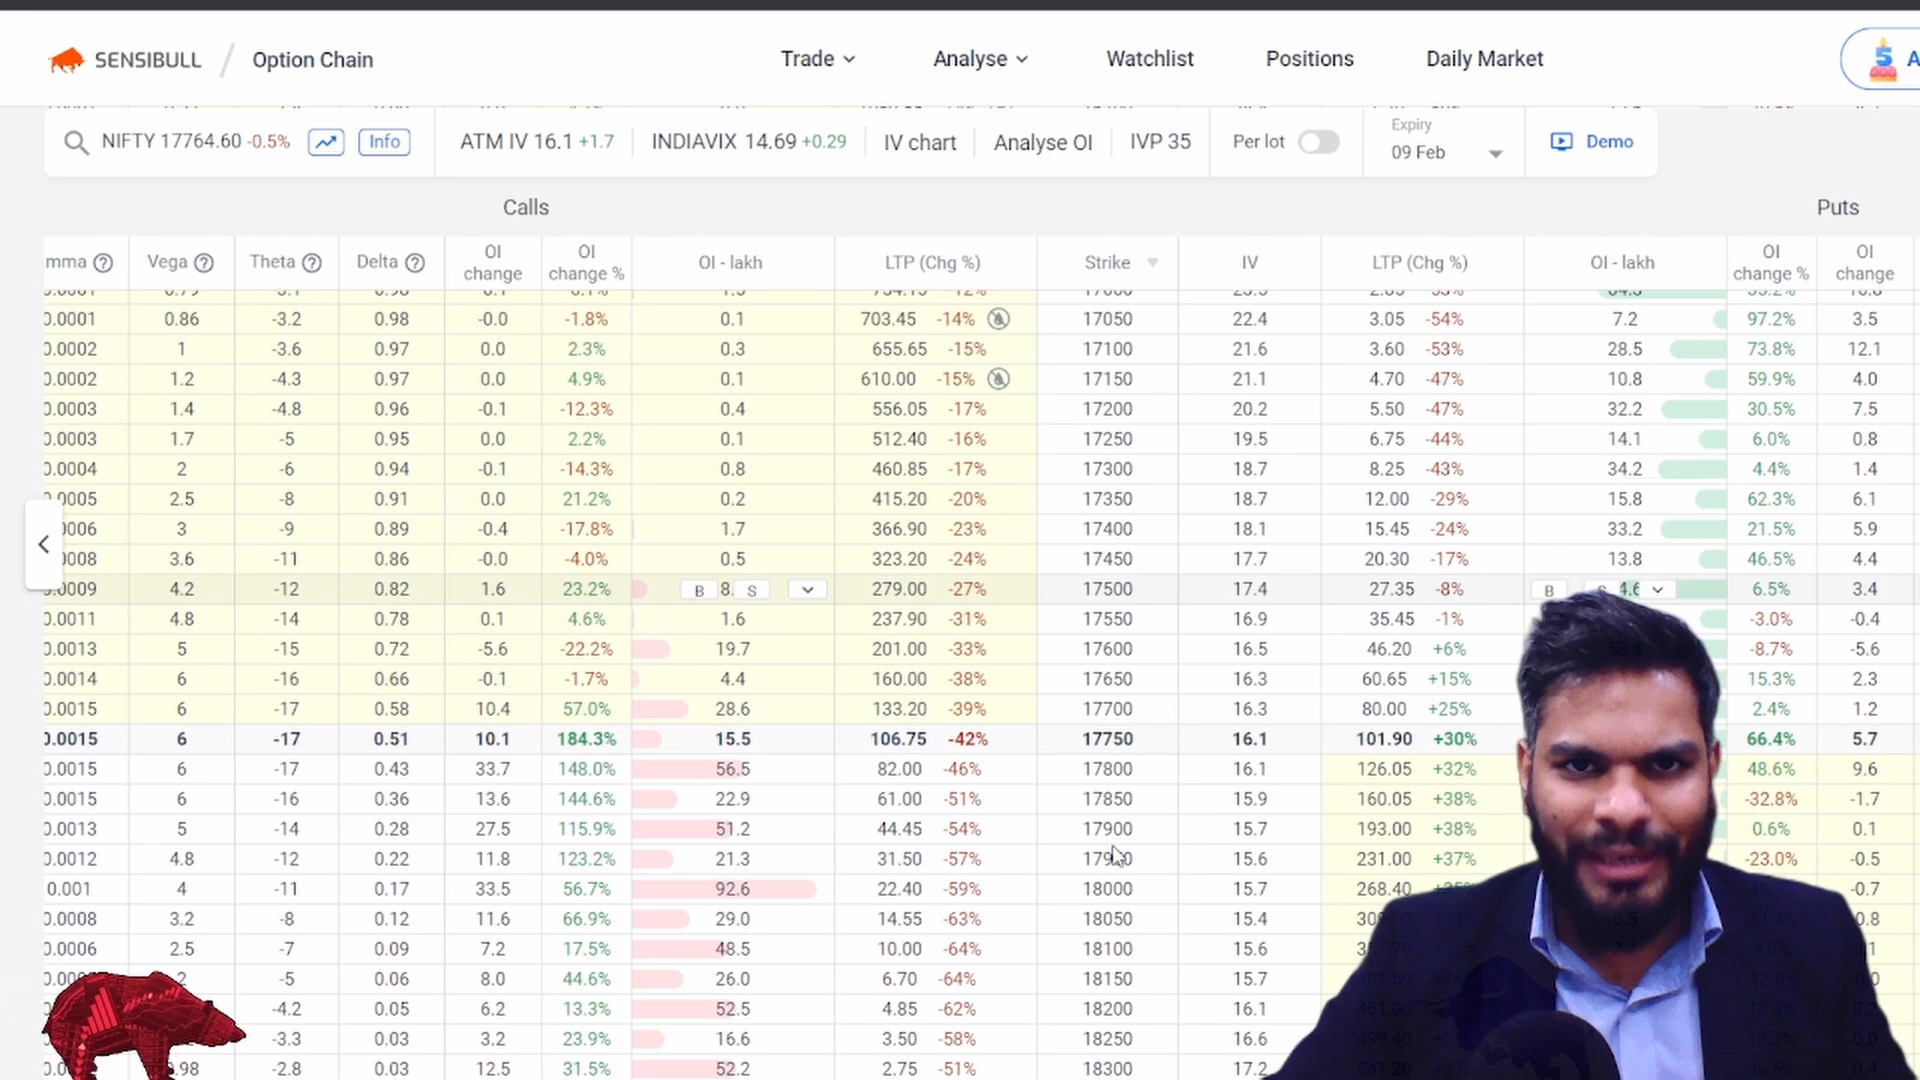 SENSIBULL / Option Chain Trade Analyse Watchlist Positions Daily Market 5 A
NIFTY 17764.60 -0.5% Info ATM IV 16.1 +1.7 INDIAVIX 14.69 +0.29 IV chart Analyse OI IVP 35 Per lot Expiry 09 Feb Demo
Calls Puts
mma Vega Theta Delta OI change OI change % OI - lakh LTP (Chg %) Strike IV LTP (Chg %) OI - lakh OI change % OI change
0.0001 0.86 -3.2 0.98 -0.0 -1.8% 0.1 703.45 -14% 17050 22.4 3.05 -54% 7.2 97.2% 3.5
0.0002 1 -3.6 0.97 0.0 2.3% 0.3 655.65 -15% 17100 21.6 3.60 -53% 28.5 73.8% 12.1
0.0002 1.2 -4.3 0.97 0.0 4.9% 0.1 610.00 -15% 17150 21.1 4.70 -47% 10.8 59.9% 4.0
0.0003 1.4 -4.8 0.96 -0.1 -12.3% 0.4 556.05 -17% 17200 20.2 5.50 -47% 32.2 30.5% 7.5
0.0003 1.7 -5 0.95 0.0 2.2% 0.1 512.40 -16% 17250 19.5 6.75 -44% 14.1 6.0% 0.8
0.0004 2 -6 0.94 -0.1 -14.3% 0.8 460.85 -17% 17300 18.7 8.25 -43% 34.2 4.4% 1.4
0.0005 2.5 -8 0.91 0.0 21.2% 0.2 415.20 -20% 17350 18.7 12.00 -29% 15.8 62.3% 6.1
0006 3 -9 0.89 -0.4 -17.8% 1.7 366.90 -23% 17400 18.1 15.45 -24% 33.2 21.5% 5.9
0008 3.6 -11 0.86 -0.0 -4.0% 0.5 323.20 -24% 17450 17.7 20.30 -17% 13.8 46.5% 4.4
0009 4.2 -12 0.82 1.6 23.2% B 8. S 279.00 -27% 17500 17.4 27.35 -8% B S 4.6 6.5% 3.4
0.0011 4.8 -14 0.78 0.1 4.6% 1.6 237.90 -31% 17550 16.9 35.45 -1% -3.0% -0.4
0.0013 5 -15 0.72 -5.6 -22.2% 19.7 201.00 -33% 17600 16.5 46.20 +6% -8.7% -5.6
0.0014 6 -16 0.66 -0.1 -1.7% 4.4 160.00 -38% 17650 16.3 60.65 +15% 15.3% 2.3
0.0015 6 -17 0.58 10.4 57.0% 28.6 133.20 -39% 17700 16.3 80.00 +25% 2.4% 1.2
0.0015 6 -17 0.51 10.1 184.3% 15.5 106.75 -42% 17750 16.1 101.90 +30% 66.4% 5.7
0.0015 6 -17 0.43 33.7 148.0% 56.5 82.00 -46% 17800 16.1 126.05 +32% 48.6% 9.6
0.0015 6 -16 0.36 13.6 144.6% 22.9 61.00 -51% 17850 15.9 160.05 +38% -32.8% -1.7
0.0013 5 -14 0.28 27.5 115.9% 51.2 44.45 -54% 17900 15.7 193.00 +38% 0.6% 0.1
0.0012 4.8 -12 0.22 11.8 123.2% 21.3 31.50 -57% 15.6 231.00 +37% -23.0% -0.5
0.001 4 -11 0.17 33.5 56.7% 92.6 22.40 -59% 18000 15.7 268.40 -0.7
0.0008 3.2 -8 0.12 11.6 66.9% 29.0 14.55 -63% 18050 15.4
0.0006 2.5 -7 0.09 7.2 17.5% 48.5 10.00 -64% 18100 15.6
2 -5 0.06 8.0 44.6% 26.0 6.70 -64% 18150 15.7
-4.2 0.05 6.2 13.3% 52.5 4.85 -62% 18200 16.1
-3.3 0.03 3.2 23.9% 16.6 3.50 -58% 18250 16.6
.98 -2.8 0.03 12.5 31.5% 52.2 2.75 -51% 18300 17.2